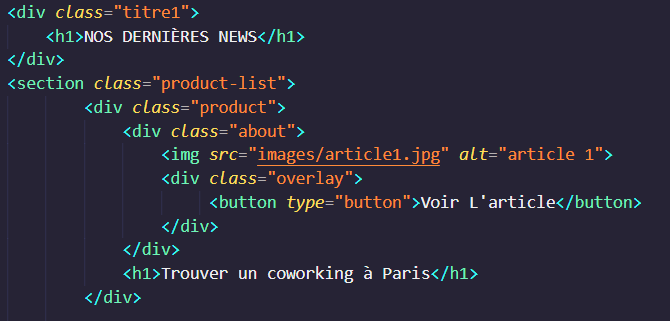 <div class="titre1">
    <h1>NOS DERNIÈRES NEWS</h1>
</div>
<section class="product-list">
        <div class="product">
            <div class="about">
                <img src="images/article1.jpg" alt="article 1">
                <div class="overlay">
                     <button type="button">Voir L'article</button>
                </div>
            </div>
            <h1>Trouver un coworking à Paris</h1>
        </div>